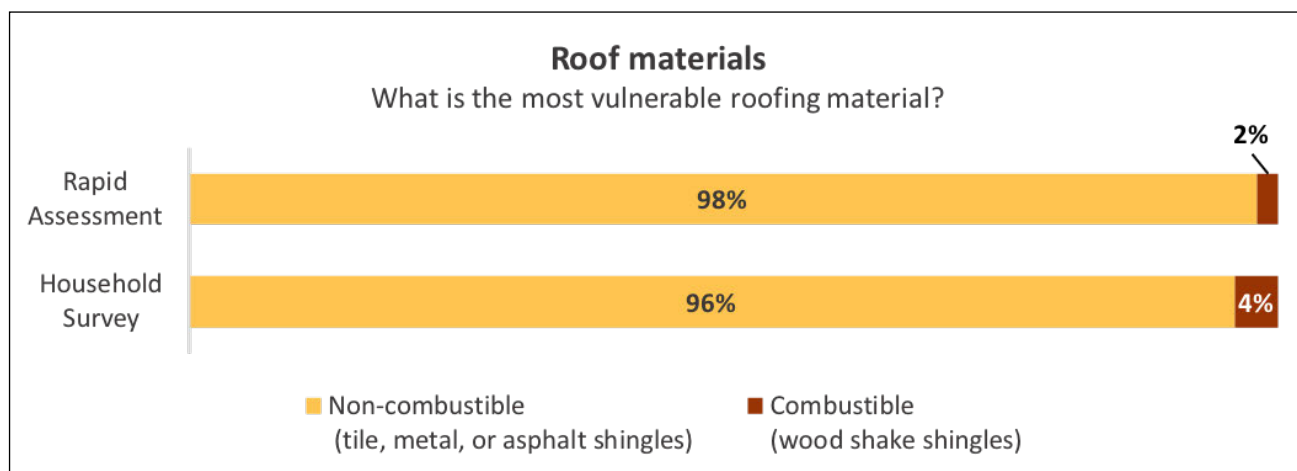 Roof materials
What is the most vulnerable roofing material?
2%
Rapid
Assessment
98%
Household
Survey
96%
4%
Non-combustible
(tile, metal, or asphalt shingles)
Combustible
(wood shake shingles)